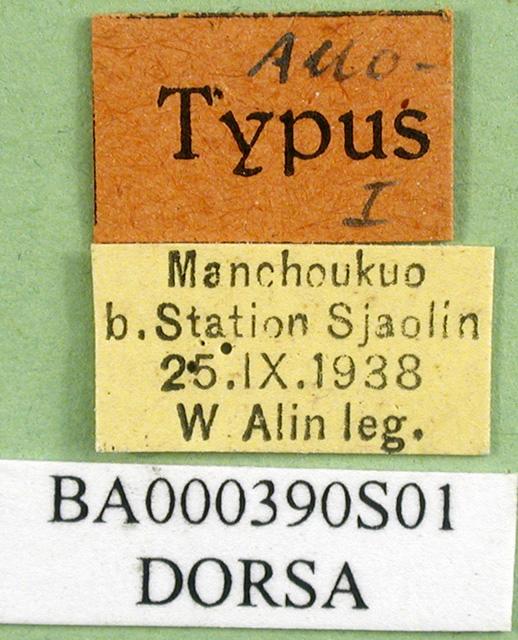 Allo-
Typus
I
Manchoukuo
b. Station Sjaolin
25.IX.1938
W Alin leg.
BA000390S01
DORSA